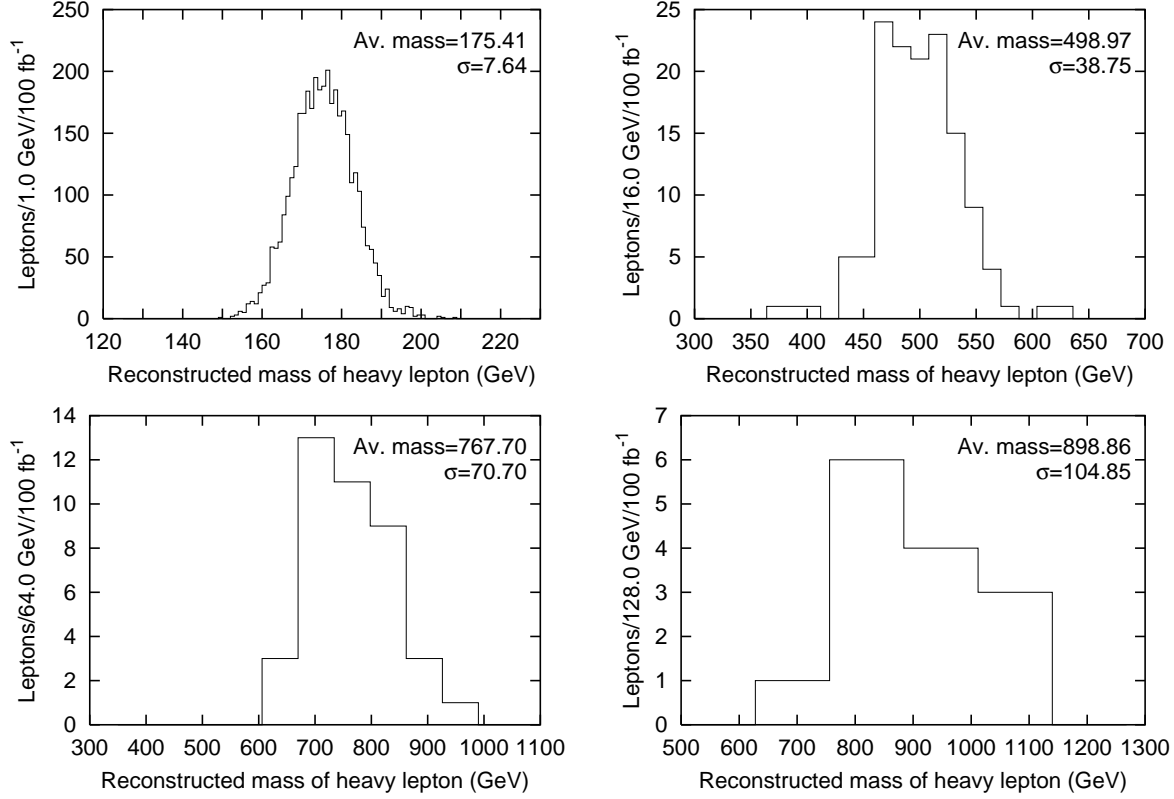 Leptons/1.0 GeV/100 fb⁻¹
250
200
150
100
50
0
Av. mass=175.41
σ=7.64
120 140 160 180 200 220
Reconstructed mass of heavy lepton (GeV)
Leptons/16.0 GeV/100 fb⁻¹
25
20
15
10
5
0
Av. mass=498.97
σ=38.75
300 350 400 450 500 550 600 650 700
Reconstructed mass of heavy lepton (GeV)
Leptons/64.0 GeV/100 fb⁻¹
14
12
10
8
6
4
2
0
Av. mass=767.70
σ=70.70
300 400 500 600 700 800 900 1000 1100
Reconstructed mass of heavy lepton (GeV)
Leptons/128.0 GeV/100 fb⁻¹
7
6
5
4
3
2
1
0
Av. mass=898.86
σ=104.85
500 600 700 800 900 1000 1100 1200 1300
Reconstructed mass of heavy lepton (GeV)